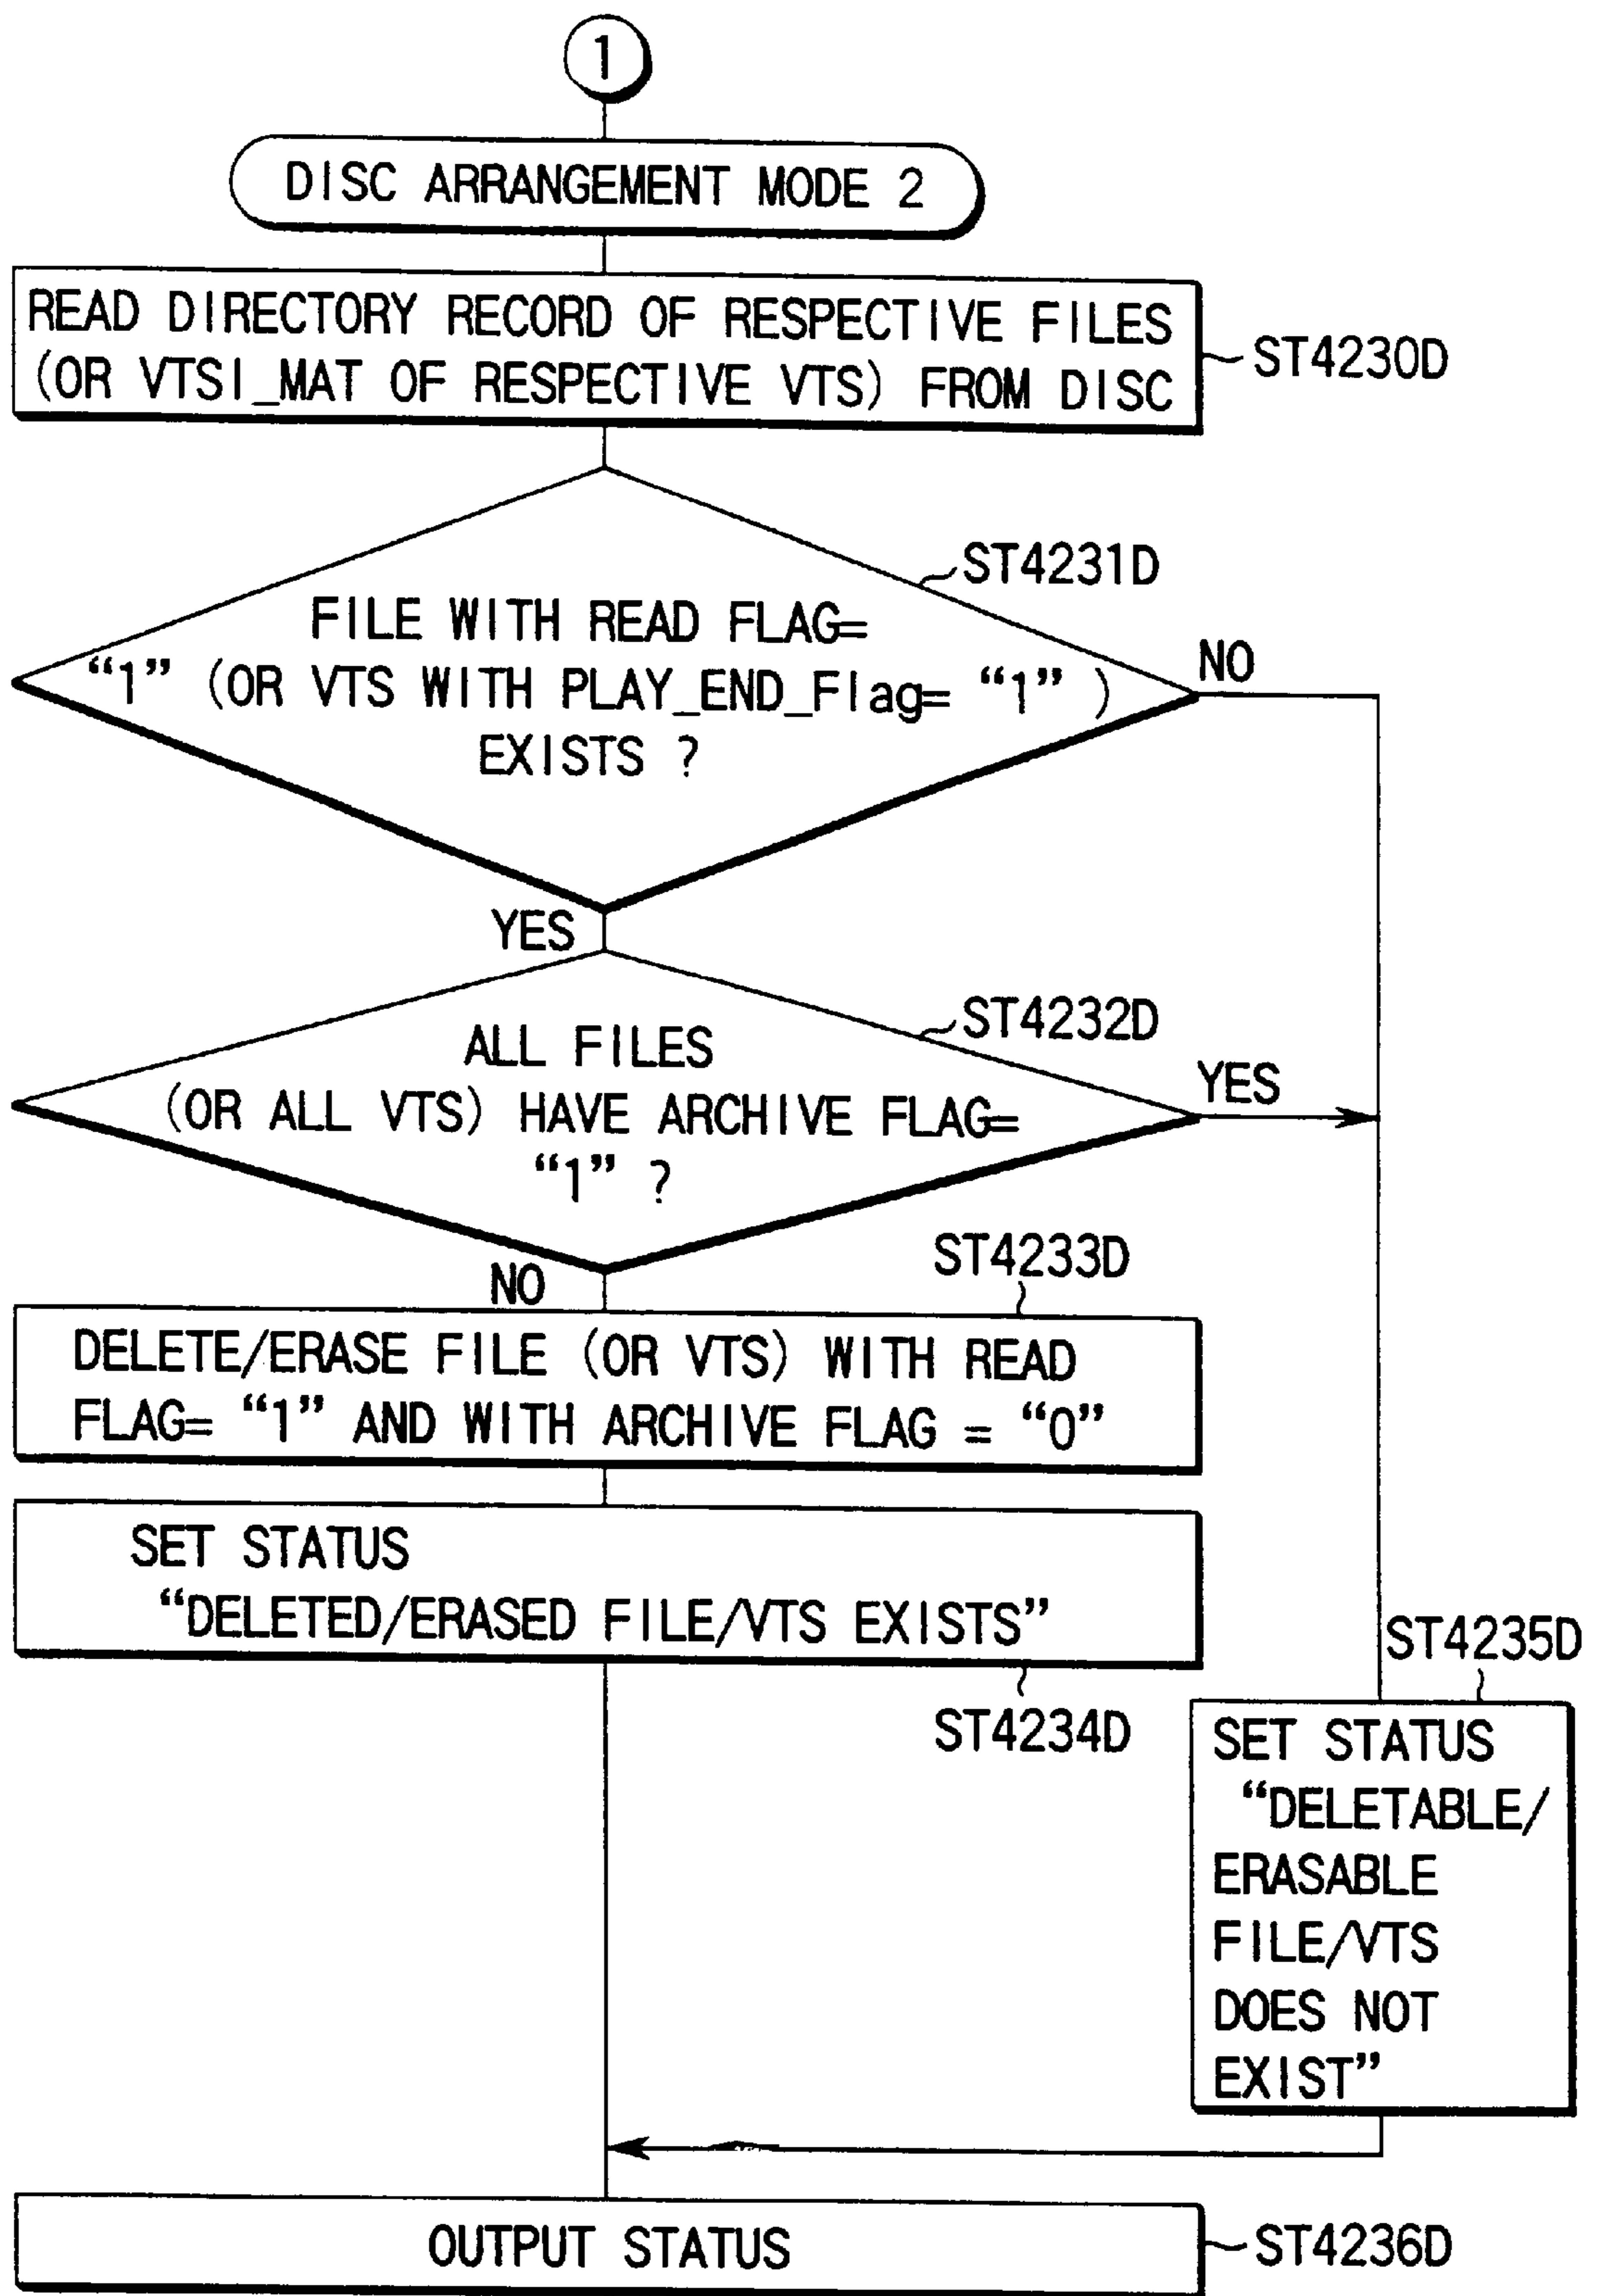 1
DISC ARRANGEMENT MODE 2
READ DIRECTORY RECORD OF RESPECTIVE FILES
(OR VTSI_MAT OF RESPECTIVE VTS) FROM DISC
ST4230D
ST4231D
FILE WITH READ FLAG=
“1” (OR VTS WITH PLAY_END_Flag= “1” )
EXISTS ?
NO
YES
ST4232D
ALL FILES
(OR ALL VTS) HAVE ARCHIVE FLAG=
“1” ?
YES
NO
ST4233D
DELETE/ERASE FILE (OR VTS) WITH READ
FLAG= “1” AND WITH ARCHIVE FLAG = “0”
SET STATUS
“DELETED/ERASED FILE/VTS EXISTS”
ST4234D
ST4235D
SET STATUS
“DELETABLE/
ERASABLE
FILE/VTS
DOES NOT
EXIST”
OUTPUT STATUS
ST4236D